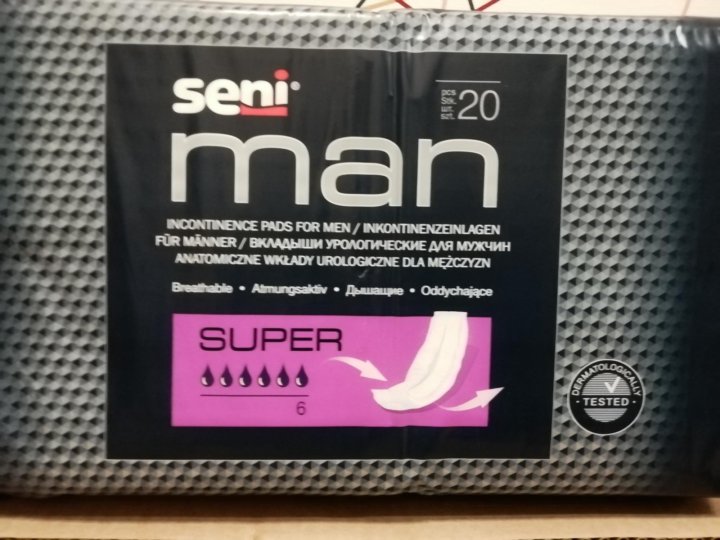 seni®
man
pcs
Stk.
шт.
szt.
20
INCONTINENCE PADS FOR MEN / INKONTINENZEINLAGEN
FÜR MÄNNER / ВКЛАДЫШИ УРОЛОГИЧЕСКИЕ ДЛЯ МУЖЧИН
ANATOMICZNE WKŁADY UROLOGICZNE DLA MĘŻCZYZN
Breathable • Atmungsaktiv • Дышащие • Oddychające
SUPER
6
DERMATOLOGICALLY
• TESTED •